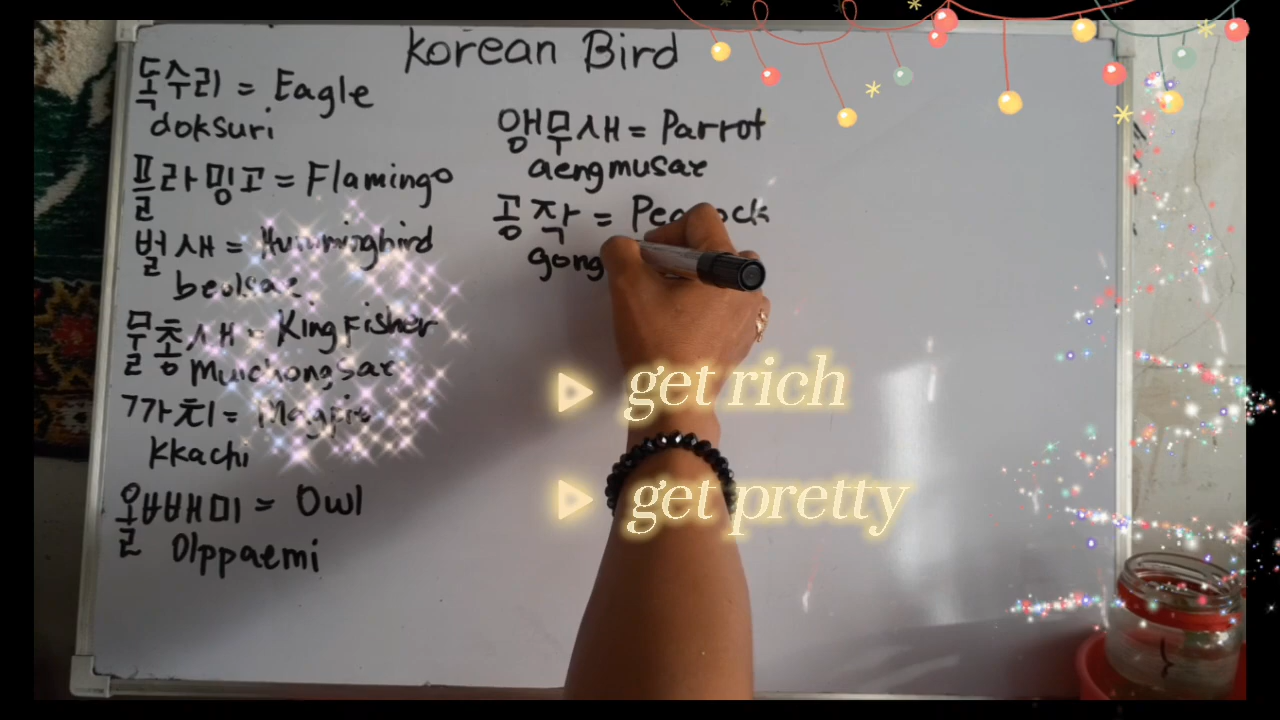 Korean Bird
독수리 = Eagle
doksuri
플라밍고 = Flamingo
벌새 = Hummingbird
beolsae
물총새 = King Fisher
Mulchongsae
까치 = Magpie
kkachi
올빼미 = Owl
Olppaemi
앵무새 = Parrot
aengmusae
공작 = Peacock
gong
get rich
get pretty